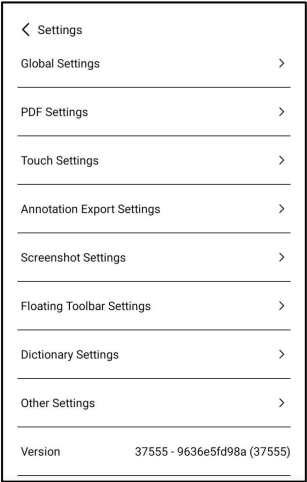 Settings
Global Settings
PDF Settings
Touch Settings
Annotation Export Settings
Screenshot Settings
Floating Toolbar Settings
Dictionary Settings
Other Settings
Version 37555 - 9636e5fd98a (37555)